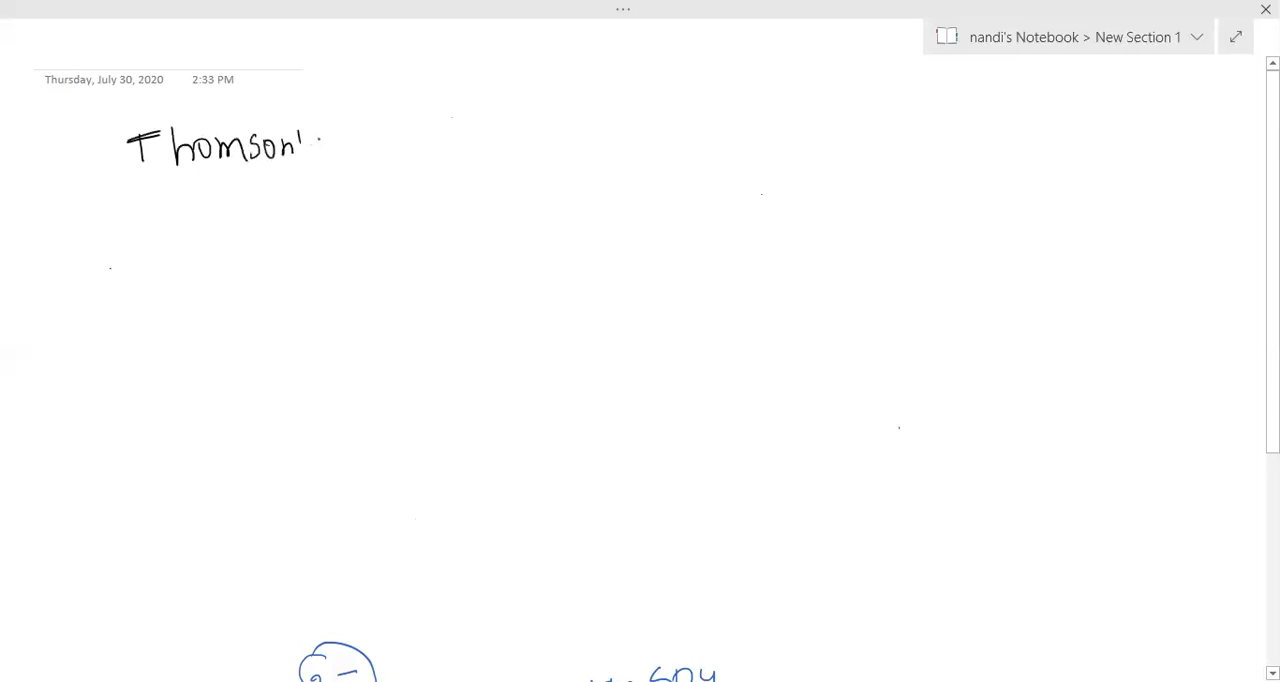 nandi's Notebook > New Section 1
Thursday, July 30, 2020 2:33 PM
Thomson'